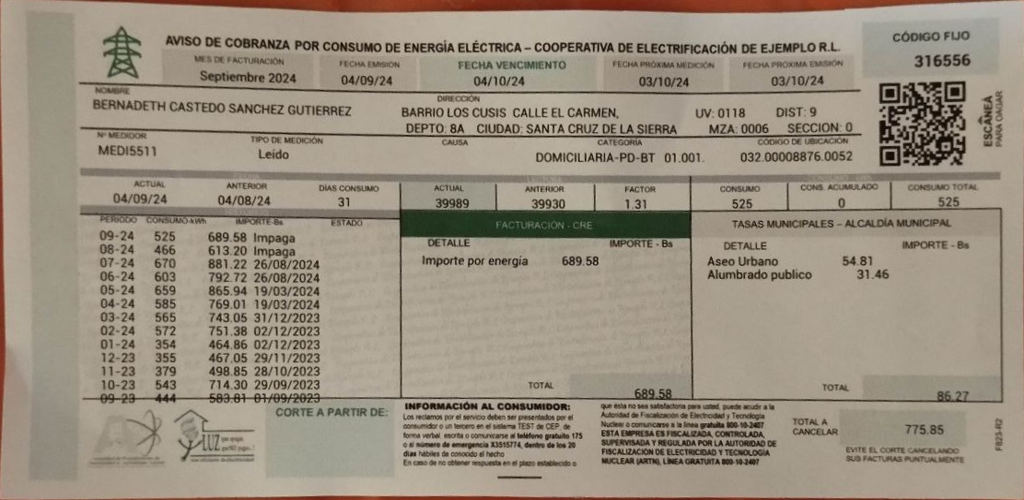 AVISO DE COBRANZA POR CONSUMO DE ENERGÍA ELÉCTRICA – COOPERATIVA DE ELECTRIFICACIÓN DE EJEMPLO R.L.
CÓDIGO FIJO
316556
MES DE FACTURACIÓN FECHA EMISIÓN FECHA VENCIMIENTO FECHA PROXIMA MEDICIÓN FECHA PROXIMA EMISIÓN
Septiembre 2024 04/09/24 04/10/24 03/10/24 03/10/24
NOMBRE DIRECCIÓN
BERNADETH CASTEDO SANCHEZ GUTIERREZ BARRIO LOS CUSIS CALLE EL CARMEN, UV: 0118 DIST: 9
DEPTO: 8A CIUDAD: SANTA CRUZ DE LA SIERRA MZA: 0006 SECCION: 0
ESCÁNEA
PARA PAGAR
Nº MEDIDOR TIPO DE MEDICIÓN CAUSA CATEGORÍA CÓDIGO DE UBICACIÓN
MEDI5511 Leído DOMICILIARIA-PD-BT 01.001. 032.00008876.0052
ACTUAL ANTERIOR DÍAS CONSUMO ACTUAL ANTERIOR FACTOR CONSUMO CONS. ACUMULADO CONSUMO TOTAL
04/09/24 04/08/24 31 39989 39930 1.31 525 0 525
PERIODO CONSUMO-kWh IMPORTE-Bs ESTADO
09-24 525 689.58 Impaga
08-24 466 613.20 Impaga
07-24 670 881.22 26/08/2024
06-24 603 792.72 26/08/2024
05-24 659 865.94 19/03/2024
04-24 585 769.01 19/03/2024
03-24 565 743.05 31/12/2023
02-24 572 751.38 02/12/2023
01-24 354 464.86 02/12/2023
12-23 355 467.05 29/11/2023
11-23 379 498.85 28/10/2023
10-23 543 714.30 29/09/2023
09-23 444 583.81 01/09/2023
FACTURACIÓN - CRE
DETALLE IMPORTE - Bs
Importe por energía 689.58
TOTAL 689.58
TASAS MUNICIPALES – ALCALDÍA MUNICIPAL
DETALLE IMPORTE - Bs
Aseo Urbano 54.81
Alumbrado publico 31.46
TOTAL 86.27
LUZ
CORTE A PARTIR DE:
INFORMACIÓN AL CONSUMIDOR:
Los reclamos por el servicio deben ser presentados por el
consumidor o un tercero en el sistema TEST de CEP, de
forma verbal, escrita o comunicarse al teléfono gratuito 175
o al número de emergencia X3515774, dentro de los 20
días hábiles de conocido el hecho
En caso de no obtener respuesta en el plazo establecido o
que ésta no sea satisfactoria para usted, puede acudir a la
Autoridad de Fiscalización de Electricidad y Tecnología
Nuclear o comunicarse a la línea gratuita 800-10-2407
ESTA EMPRESA ES FISCALIZADA, CONTROLADA,
SUPERVISADA Y REGULADA POR LA AUTORIDAD DE
FISCALIZACIÓN DE ELECTRICIDAD Y TECNOLOGÍA
NUCLEAR (ARTN), LÍNEA GRATUITA 800-10-2407
TOTAL A
CANCELAR
775.85
EVITE EL CORTE CANCELANDO
SUS FACTURAS PUNTUALMENTE
F823-R2